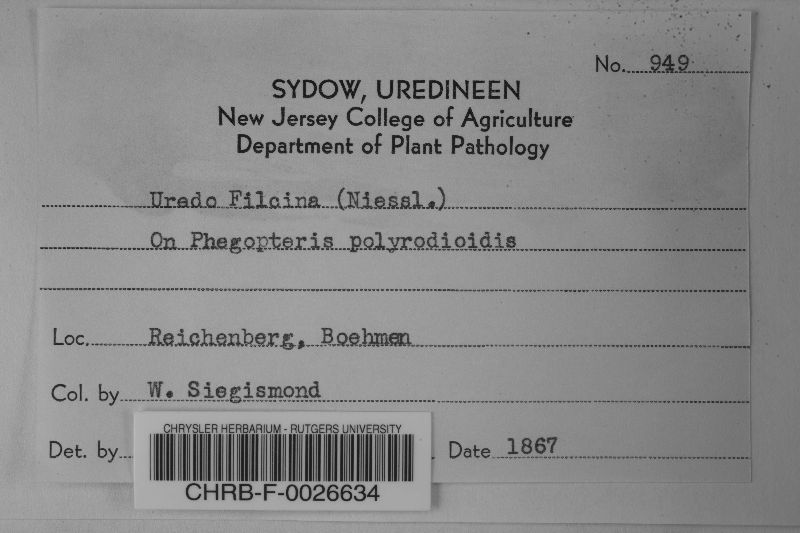 No. 949
SYDOW, UREDINEEN
New Jersey College of Agriculture
Department of Plant Pathology
Uredo Filcina (Niessl.)
On Phegopteris polyrodioidis
Loc. Reichenberg, Boehmen
Col. by W. Siegismond
Det. by
Date 1867
CHRYSLER HERBARIUM - RUTGERS UNIVERSITY
CHRB-F-0026634